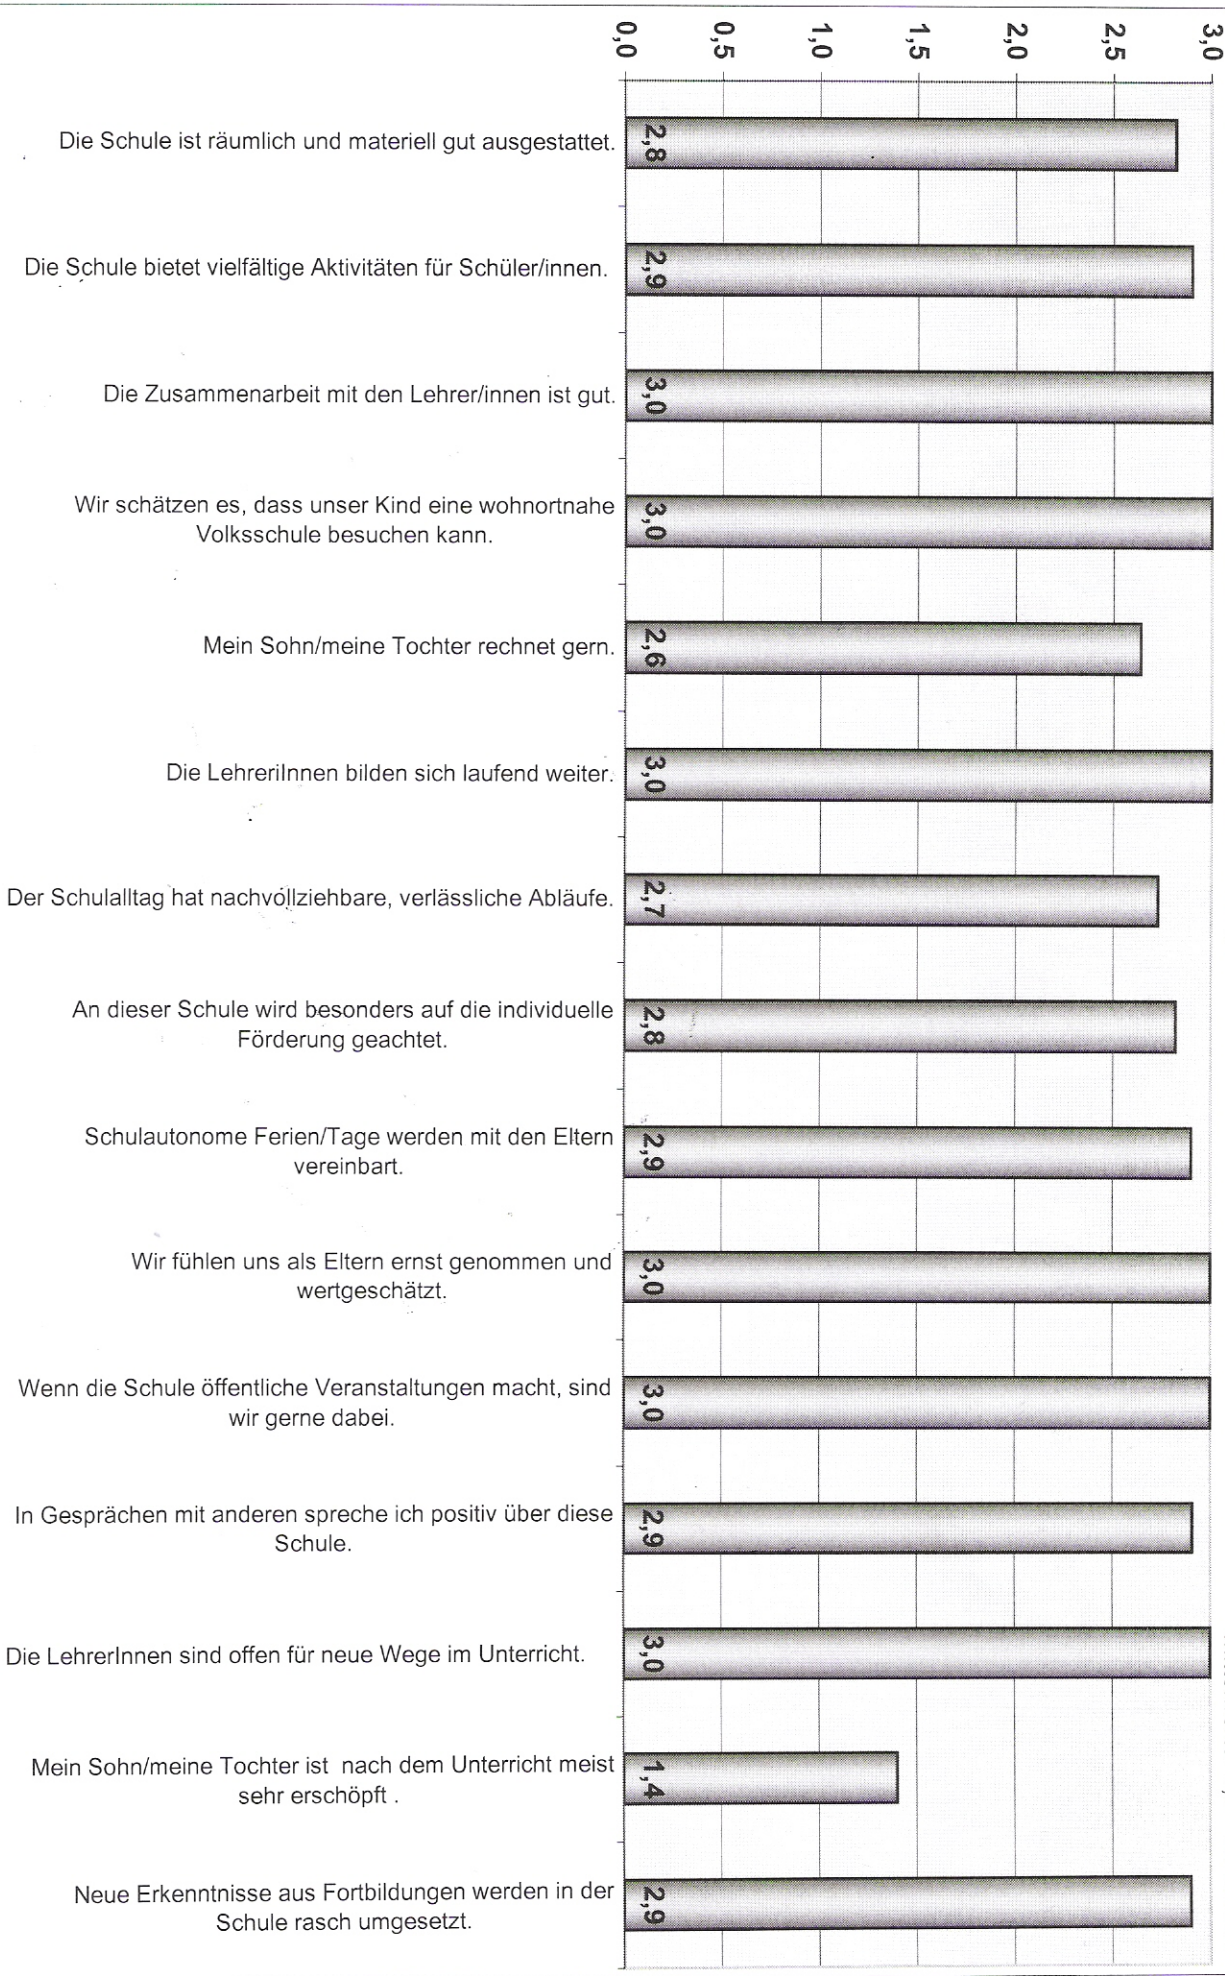 0,0
0,5
1,0
1,5
2,0
2,5
3,0
Die Schule ist räumlich und materiell gut ausgestattet.
2,8
Die Schule bietet vielfältige Aktivitäten für Schüler/innen.
2,9
Die Zusammenarbeit mit den Lehrer/innen ist gut.
3,0
Wir schätzen es, dass unser Kind eine wohnortnahe
Volksschule besuchen kann.
3,0
Mein Sohn/meine Tochter rechnet gern.
2,6
Die LehreriInnen bilden sich laufend weiter.
3,0
Der Schulalltag hat nachvollziehbare, verlässliche Abläufe.
2,7
An dieser Schule wird besonders auf die individuelle
Förderung geachtet.
2,8
Schulautonome Ferien/Tage werden mit den Eltern
vereinbart.
2,9
Wir fühlen uns als Eltern ernst genommen und
wertgeschätzt.
3,0
Wenn die Schule öffentliche Veranstaltungen macht, sind
wir gerne dabei.
3,0
In Gesprächen mit anderen spreche ich positiv über diese
Schule.
2,9
Die LehrerInnen sind offen für neue Wege im Unterricht.
3,0
Mein Sohn/meine Tochter ist nach dem Unterricht meist
sehr erschöpft .
1,4
Neue Erkenntnisse aus Fortbildungen werden in der
Schule rasch umgesetzt.
2,9